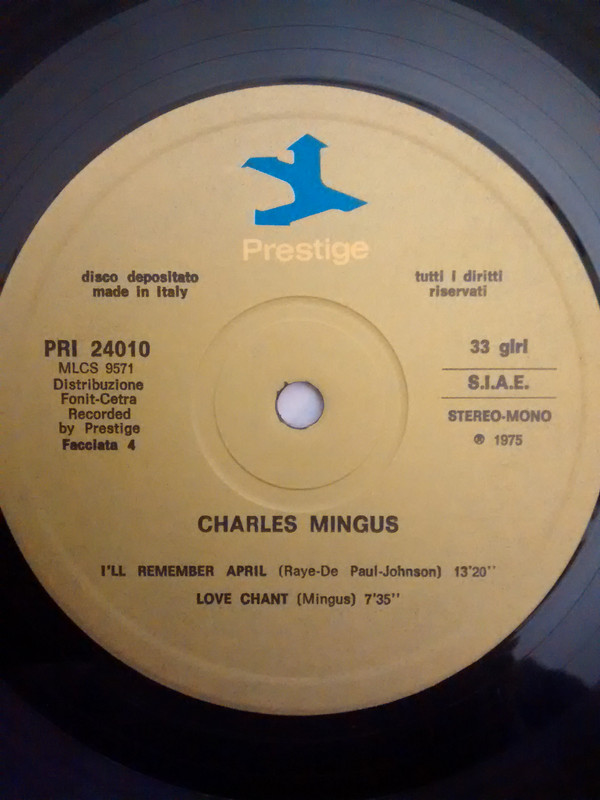 Prestige
disco depositato
made in Italy
tutti i diritti
riservati
PRI 24010
MLCS 9571
Distribuzione
Fonit-Cetra
Recorded
by Prestige
Facciata 4
33 giri
S.I.A.E.
STEREO-MONO
℗ 1975
CHARLES MINGUS
I'LL REMEMBER APRIL (Raye-De Paul-Johnson) 13'20''
LOVE CHANT (Mingus) 7'35''